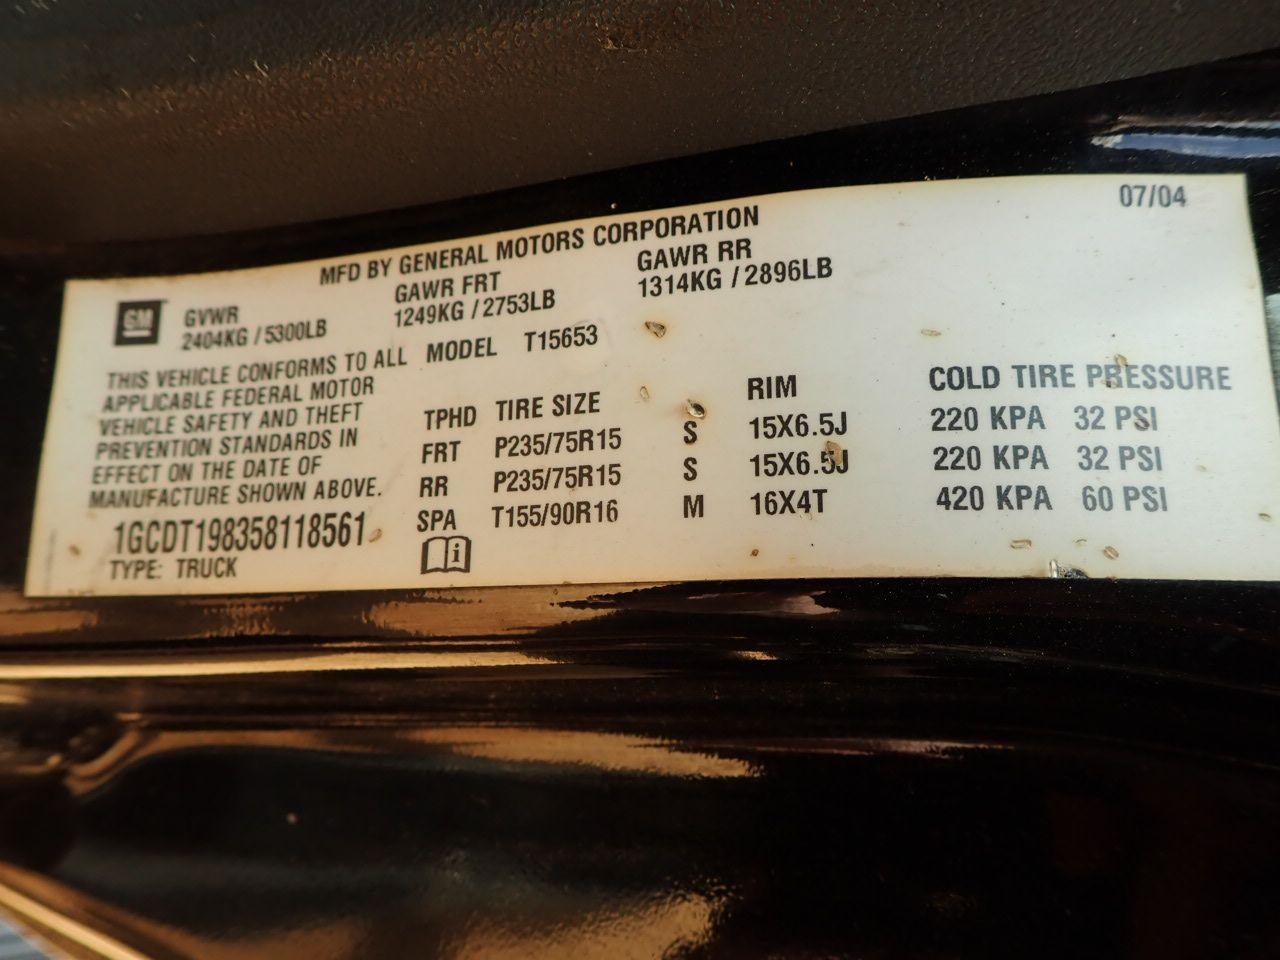 07/04
MFD BY GENERAL MOTORS CORPORATION
GM
GVWR GAWR FRT GAWR RR
2404KG / 5300LB 1249KG / 2753LB 1314KG / 2896LB
THIS VEHICLE CONFORMS TO ALL
APPLICABLE FEDERAL MOTOR
VEHICLE SAFETY AND THEFT
PREVENTION STANDARDS IN
EFFECT ON THE DATE OF
MANUFACTURE SHOWN ABOVE.
1GCDT198358118561
TYPE: TRUCK
MODEL T15653
TPHD TIRE SIZE RIM COLD TIRE PRESSURE
FRT P235/75R15 S 15X6.5J 220 KPA 32 PSI
RR P235/75R15 S 15X6.5J 220 KPA 32 PSI
SPA T155/90R16 M 16X4T 420 KPA 60 PSI
i